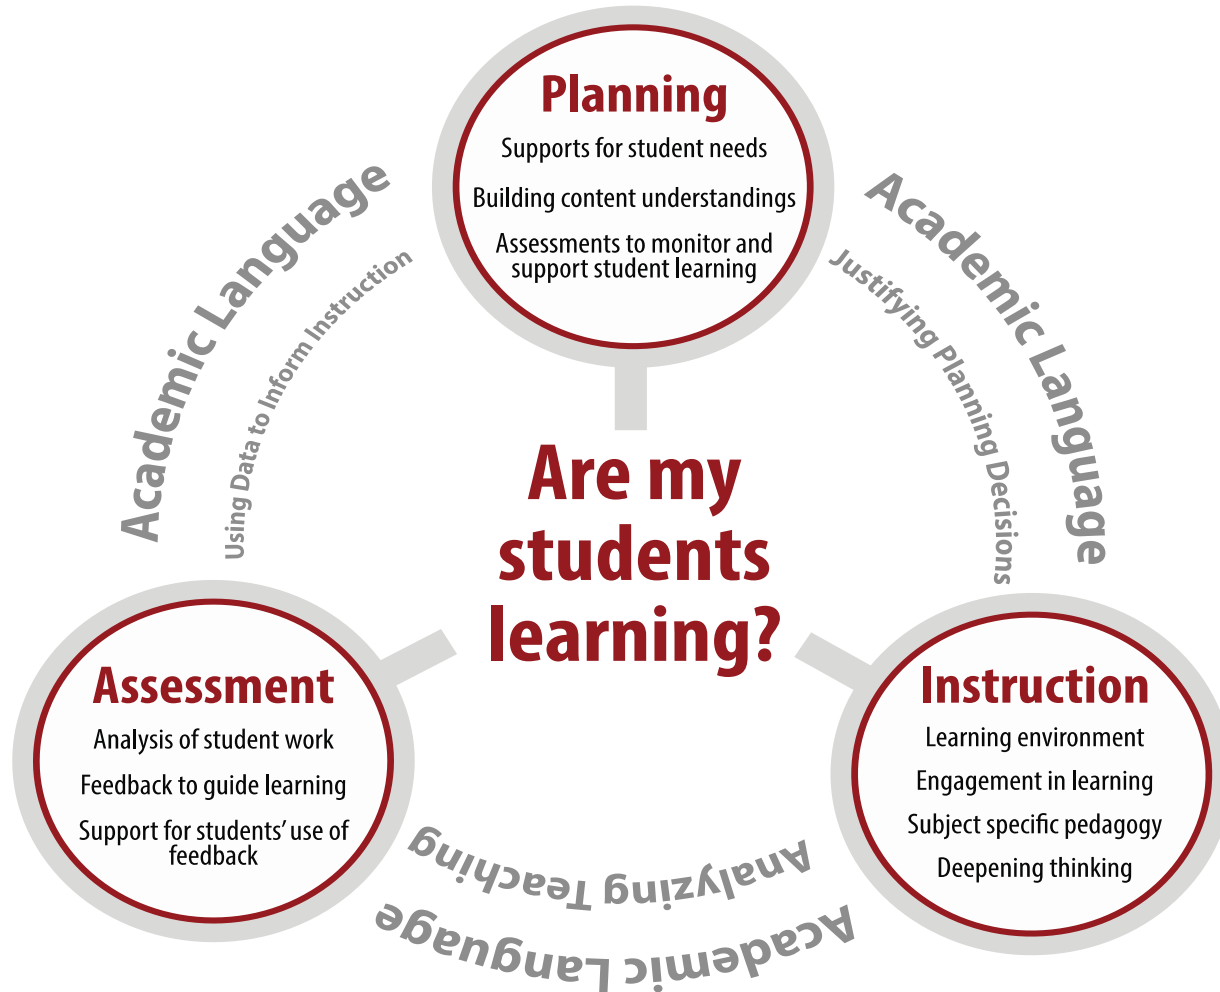 Planning
Supports for student needs
Building content understandings
Assessments to monitor and
support student learning
Academic Language
Using Data to Inform Instruction
Academic Language
Justifying Planning Decisions
Are my
students
learning?
Assessment
Analysis of student work
Feedback to guide learning
Support for students’ use of
feedback
Instruction
Learning environment
Engagement in learning
Subject specific pedagogy
Deepening thinking
Analyzing Teaching
Academic Language